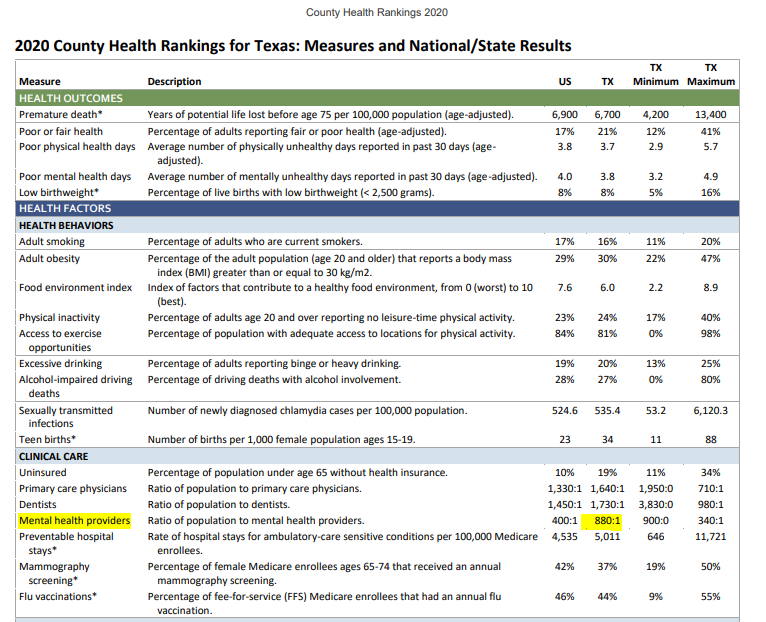 County Health Rankings 2020
2020 County Health Rankings for Texas: Measures and National/State Results
TX TX
Measure Description US TX Minimum Maximum
HEALTH OUTCOMES
Premature death* Years of potential life lost before age 75 per 100,000 population (age-adjusted). 6,900 6,700 4,200 13,400
Poor or fair health Percentage of adults reporting fair or poor health (age-adjusted). 17% 21% 12% 41%
Poor physical health days Average number of physically unhealthy days reported in past 30 days (age- 3.8 3.7 2.9 5.7
adjusted).
Poor mental health days Average number of mentally unhealthy days reported in past 30 days (age-adjusted). 4.0 3.8 3.2 4.9
Low birthweight* Percentage of live births with low birthweight (< 2,500 grams). 8% 8% 5% 16%
HEALTH FACTORS
HEALTH BEHAVIORS
Adult smoking Percentage of adults who are current smokers. 17% 16% 11% 20%
Adult obesity Percentage of the adult population (age 20 and older) that reports a body mass 29% 30% 22% 47%
index (BMI) greater than or equal to 30 kg/m2.
Food environment index Index of factors that contribute to a healthy food environment, from 0 (worst) to 10 7.6 6.0 2.2 8.9
(best).
Physical inactivity Percentage of adults age 20 and over reporting no leisure-time physical activity. 23% 24% 17% 40%
Access to exercise Percentage of population with adequate access to locations for physical activity. 84% 81% 0% 98%
opportunities
Excessive drinking Percentage of adults reporting binge or heavy drinking. 19% 20% 13% 25%
Alcohol-impaired driving Percentage of driving deaths with alcohol involvement. 28% 27% 0% 80%
deaths
Sexually transmitted Number of newly diagnosed chlamydia cases per 100,000 population. 524.6 535.4 53.2 6,120.3
infections
Teen births* Number of births per 1,000 female population ages 15-19. 23 34 11 88
CLINICAL CARE
Uninsured Percentage of population under age 65 without health insurance. 10% 19% 11% 34%
Primary care physicians Ratio of population to primary care physicians. 1,330:1 1,640:1 1,950:0 710:1
Dentists Ratio of population to dentists. 1,450:1 1,730:1 3,830:0 980:1
Mental health providers Ratio of population to mental health providers. 400:1 880:1 900:0 340:1
Preventable hospital Rate of hospital stays for ambulatory-care sensitive conditions per 100,000 Medicare 4,535 5,011 646 11,721
stays* enrollees.
Mammography Percentage of female Medicare enrollees ages 65-74 that received an annual 42% 37% 19% 50%
screening* mammography screening.
Flu vaccinations* Percentage of fee-for-service (FFS) Medicare enrollees that had an annual flu 46% 44% 9% 55%
vaccination.